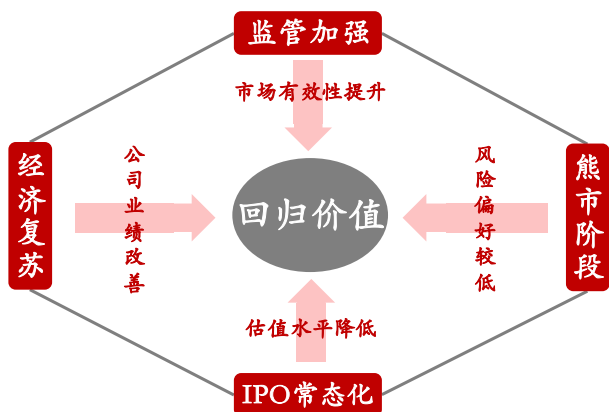 监管加强
市场有效性提升
经济复苏
公司业绩改善
回归价值
风险偏好较低
熊市阶段
估值水平降低
IPO常态化